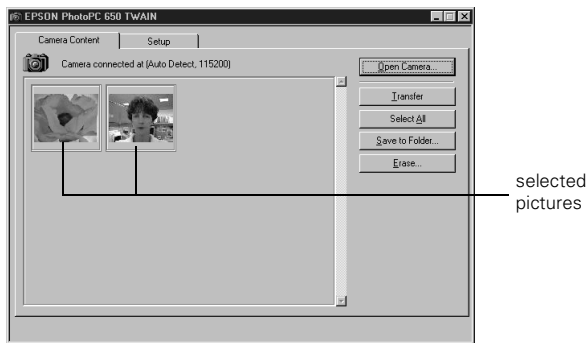 EPSON PhotoPC 650 TWAIN
Camera Content
Setup
Camera connected at (Auto Detect, 115200)
Open Camera...
Transfer
Select All
Save to Folder...
Erase...
selected
pictures